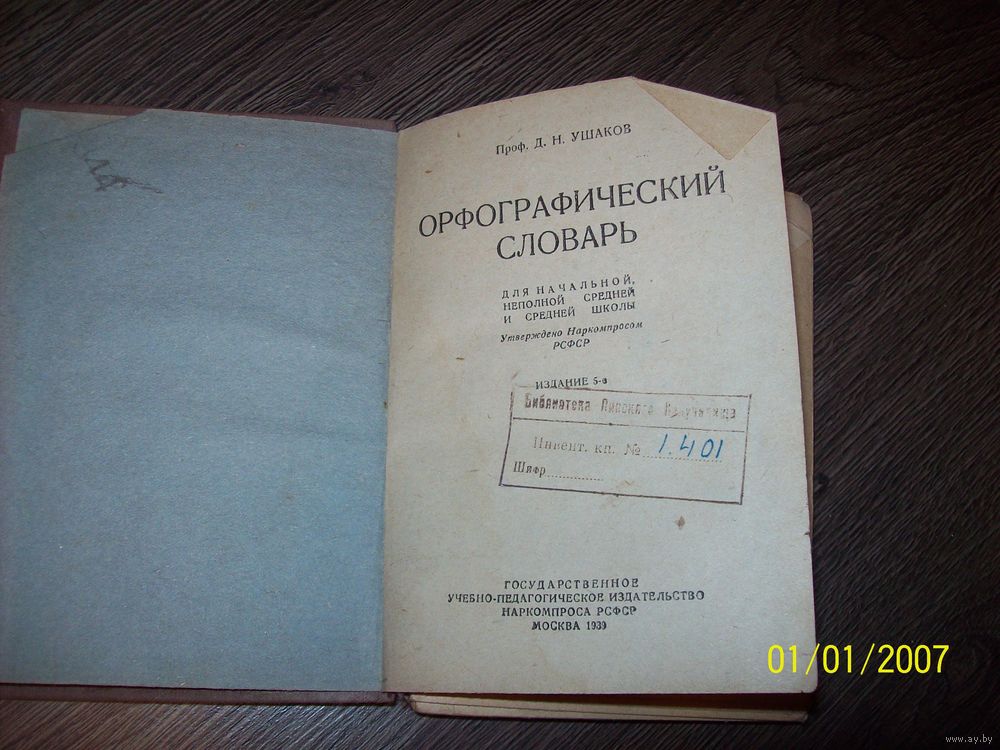 Проф. Д. Н. УШАКОВ
ОРФОГРАФИЧЕСКИЙ
СЛОВАРЬ
ДЛЯ НАЧАЛЬНОЙ,
НЕПОЛНОЙ СРЕДНЕЙ
И СРЕДНЕЙ ШКОЛЫ
Утверждено Наркомпросом
РСФСР
ИЗДАНИЕ 5-е
Библиотека Пинского
Инвент. кн. № 1.401
Шифр
ГОСУДАРСТВЕННОЕ
УЧЕБНО-ПЕДАГОГИЧЕСКОЕ ИЗДАТЕЛЬСТВО
НАРКОМПРОСА РСФСР
МОСКВА 1939
01/01/2007
www.ay.by